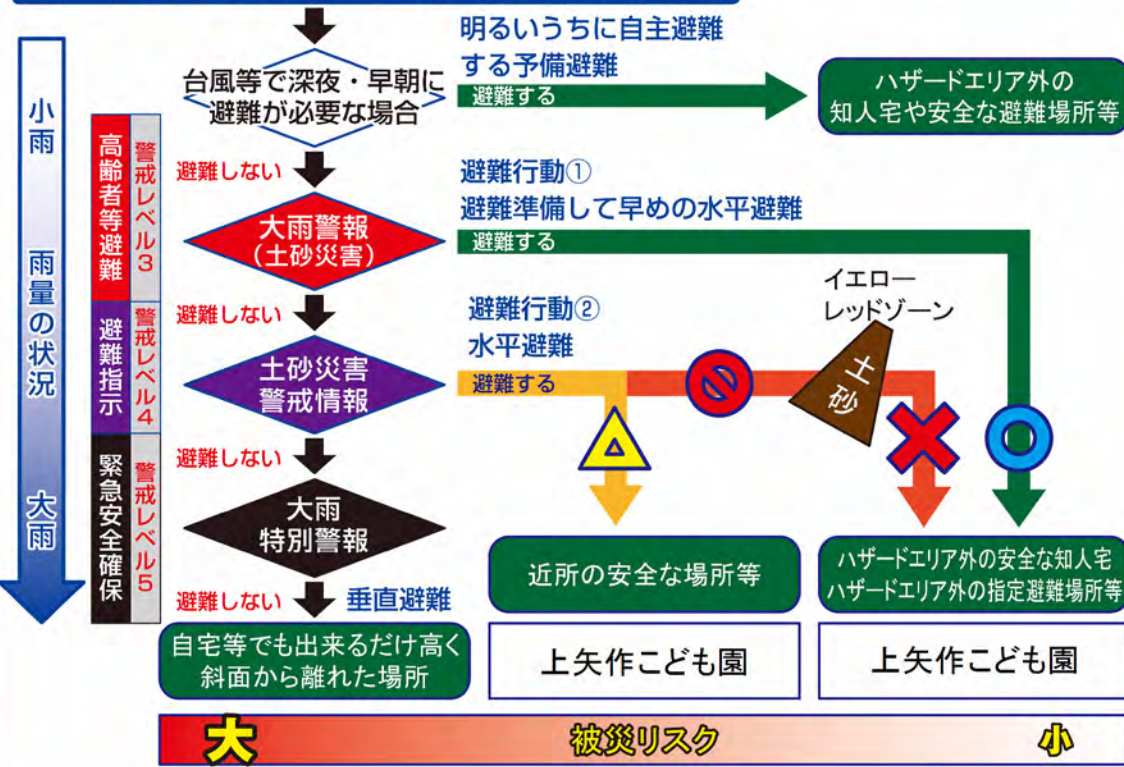 明るいうちに自主避難
する予備避難
台風等で深夜・早朝に
避難が必要な場合
避難する
ハザードエリア外の
知人宅や安全な避難場所等
小雨
雨量の状況
大雨
高齢者等避難
警戒レベル3
避難しない
避難行動①
避難準備して早めの水平避難
大雨警報
(土砂災害)
避難する
避難指示
警戒レベル4
避難しない
避難行動②
水平避難
イエロー
レッドゾーン
土砂災害
警戒情報
避難する
土砂
緊急安全確保
警戒レベル5
避難しない
大雨
特別警報
避難しない
垂直避難
近所の安全な場所等
ハザードエリア外の安全な知人宅
ハザードエリア外の指定避難場所等
自宅等でも出来るだけ高く
斜面から離れた場所
上矢作こども園
上矢作こども園
大
被災リスク
小